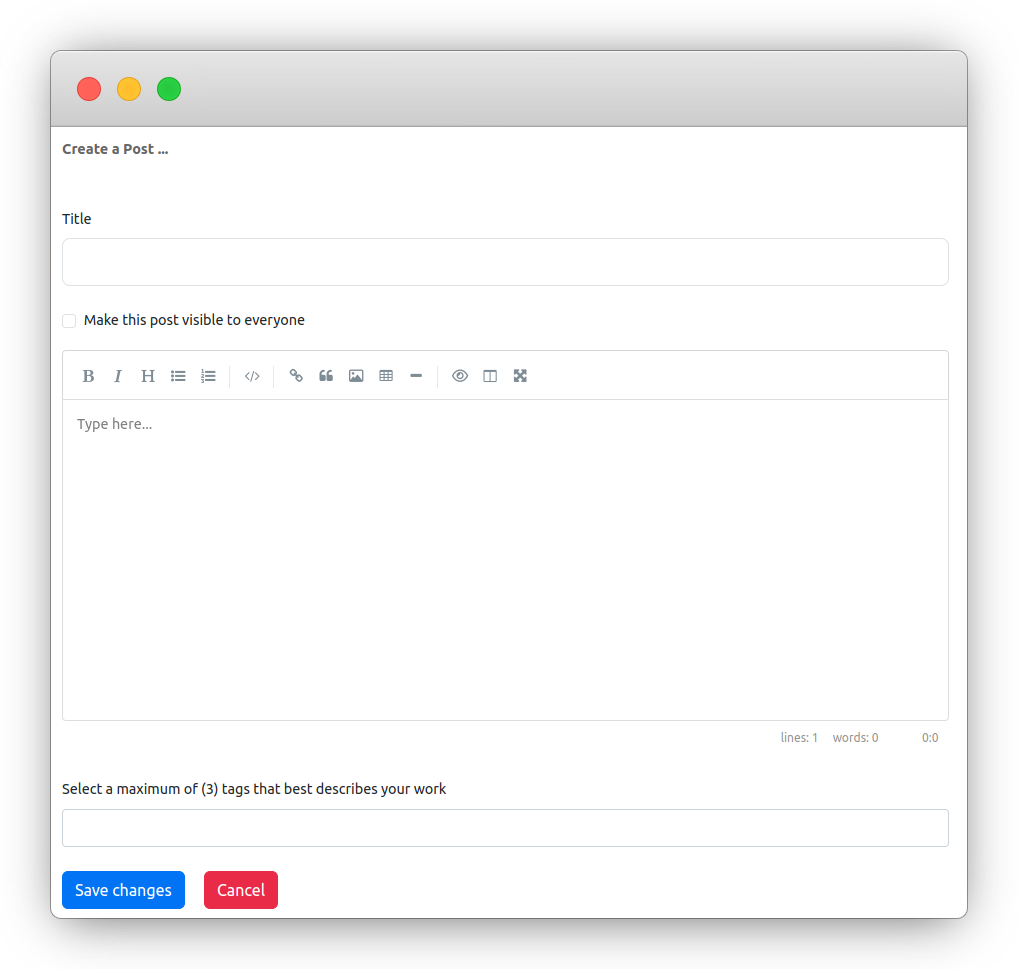 Create a Post ...
Title
Make this post visible to everyone
B I H
Type here...
lines: 1 words: 0 0:0
Select a maximum of (3) tags that best describes your work
Save changes Cancel